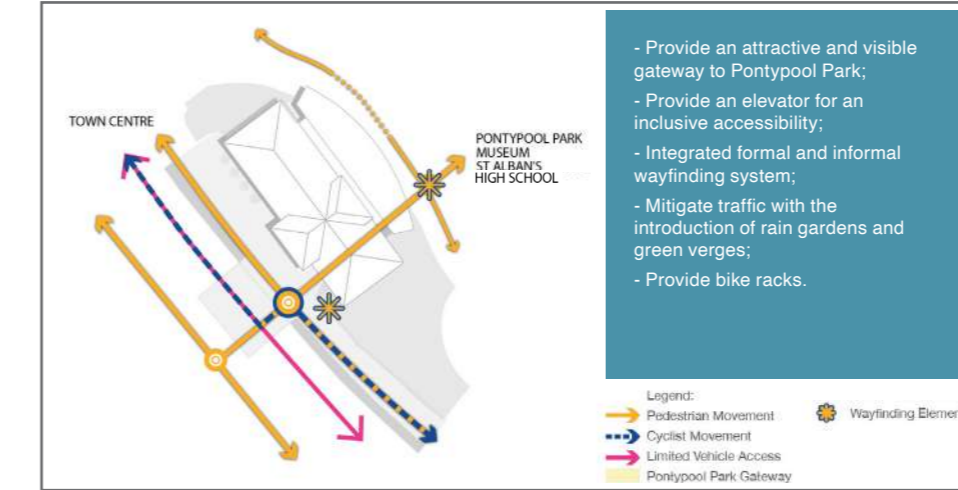 TOWN CENTRE
PONTYPOOL PARK
MUSEUM
ST ALBAN'S
HIGH SCHOOL
- Provide an attractive and visible
gateway to Pontypool Park;
- Provide an elevator for an
inclusive accessibility;
- Integrated formal and informal
wayfinding system;
- Mitigate traffic with the
introduction of rain gardens and
green verges;
- Provide bike racks.
Legend:
Pedestrian Movement
Cyclist Movement
Limited Vehicle Access
Pontypool Park Gateway
Wayfinding Elemen